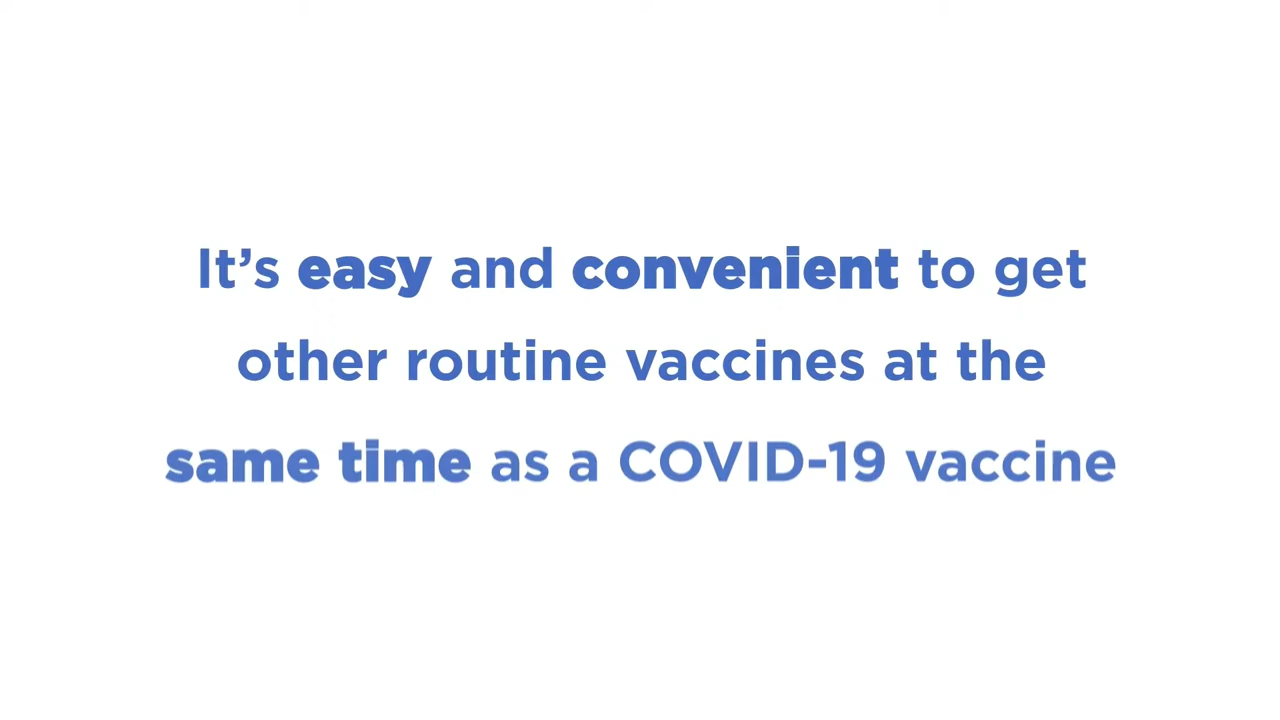 It’s easy and convenient to get
other routine vaccines at the
same time as a COVID-19 vaccine